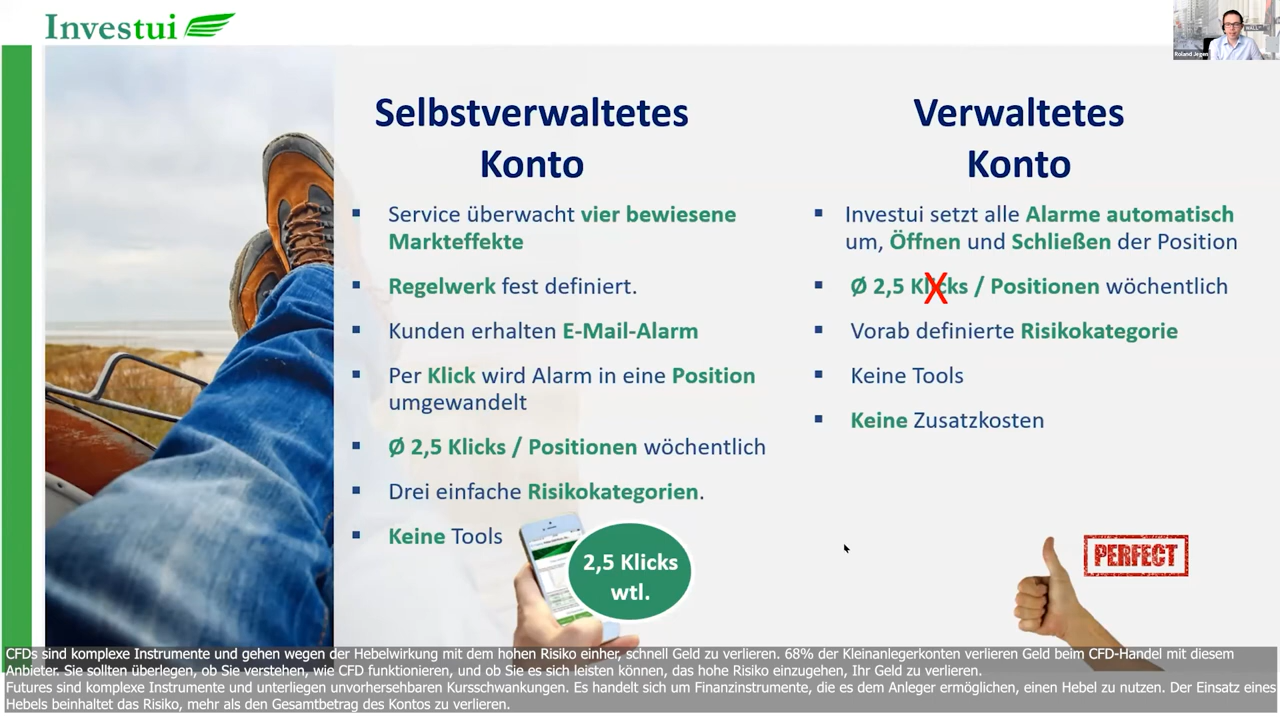 Investui
Roland Jegen
Selbstverwaltetes
Konto
Service überwacht vier bewiesene
Markteffekte
Regelwerk fest definiert.
Kunden erhalten E-Mail-Alarm
Per Klick wird Alarm in eine Position
umgewandelt
Ø 2,5 Klicks / Positionen wöchentlich
Drei einfache Risikokategorien.
Keine Tools
2,5 Klicks
wtl.
Verwaltetes
Konto
Investui setzt alle Alarme automatisch
um, Öffnen und Schließen der Position
Ø 2,5 Klicks / Positionen wöchentlich
X
Vorab definierte Risikokategorie
Keine Tools
Keine Zusatzkosten
PERFECT
CFDs sind komplexe Instrumente und gehen wegen der Hebelwirkung mit dem hohen Risiko einher, schnell Geld zu verlieren. 68% der Kleinanlegerkonten verlieren Geld beim CFD-Handel mit diesem
Anbieter. Sie sollten überlegen, ob Sie verstehen, wie CFD funktionieren, und ob Sie es sich leisten können, das hohe Risiko einzugehen, Ihr Geld zu verlieren.
Futures sind komplexe Instrumente und unterliegen unvorhersehbaren Kursschwankungen. Es handelt sich um Finanzinstrumente, die es dem Anleger ermöglichen, einen Hebel zu nutzen. Der Einsatz eines
Hebels beinhaltet das Risiko, mehr als den Gesamtbetrag des Kontos zu verlieren.